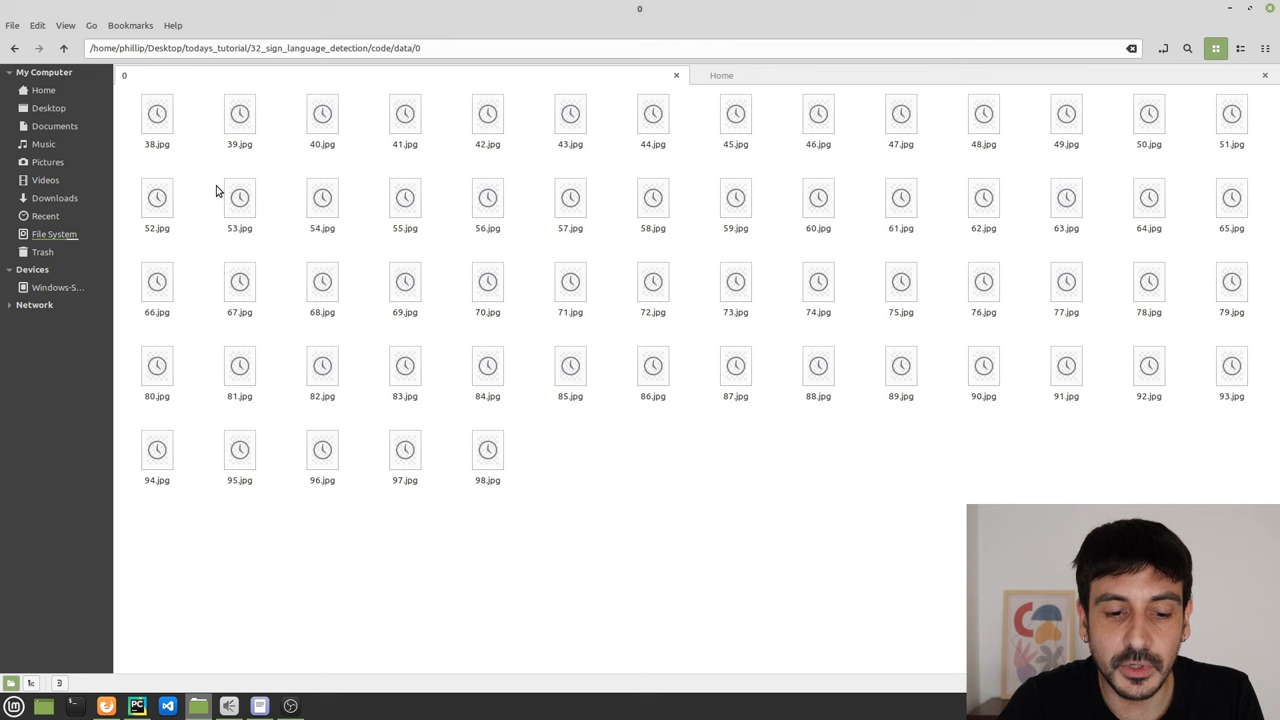 0
File Edit View Go Bookmarks Help
/home/phillip/Desktop/todays_tutorial/32_sign_language_detection/code/data/0
My Computer
Home
Desktop
Documents
Music
Pictures
Videos
Downloads
Recent
File System
Trash
Devices
Windows-S...
Network
0 Home
38.jpg 39.jpg 40.jpg 41.jpg 42.jpg 43.jpg 44.jpg 45.jpg 46.jpg 47.jpg 48.jpg 49.jpg 50.jpg 51.jpg
52.jpg 53.jpg 54.jpg 55.jpg 56.jpg 57.jpg 58.jpg 59.jpg 60.jpg 61.jpg 62.jpg 63.jpg 64.jpg 65.jpg
66.jpg 67.jpg 68.jpg 69.jpg 70.jpg 71.jpg 72.jpg 73.jpg 74.jpg 75.jpg 76.jpg 77.jpg 78.jpg 79.jpg
80.jpg 81.jpg 82.jpg 83.jpg 84.jpg 85.jpg 86.jpg 87.jpg 88.jpg 89.jpg 90.jpg 91.jpg 92.jpg 93.jpg
94.jpg 95.jpg 96.jpg 97.jpg 98.jpg
PC